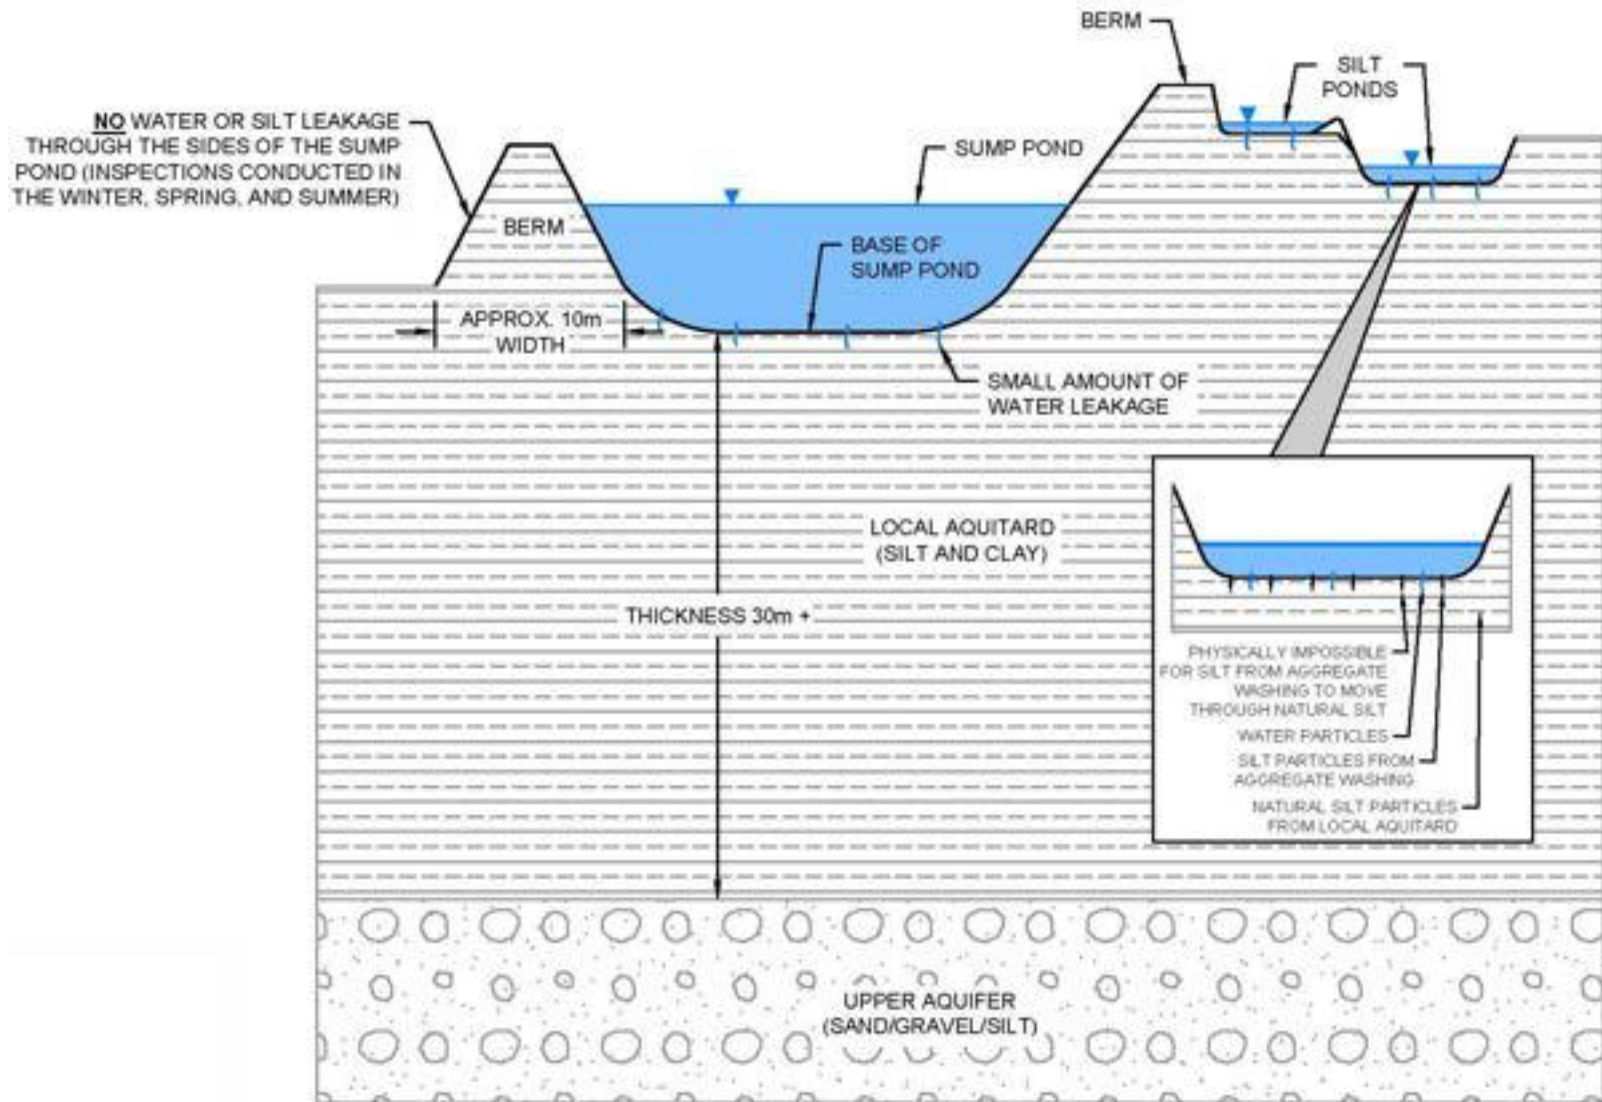 BERM
SILT
PONDS
NO WATER OR SILT LEAKAGE
THROUGH THE SIDES OF THE SUMP
POND (INSPECTIONS CONDUCTED IN
THE WINTER, SPRING, AND SUMMER)
SUMP POND
BERM
BASE OF
SUMP POND
APPROX. 10m
WIDTH
SMALL AMOUNT OF
WATER LEAKAGE
LOCAL AQUITARD
(SILT AND CLAY)
THICKNESS 30m +
PHYSICALLY IMPOSSIBLE
FOR SILT FROM AGGREGATE
WASHING TO MOVE
THROUGH NATURAL SILT
WATER PARTICLES
SILT PARTICLES FROM
AGGREGATE WASHING
NATURAL SILT PARTICLES
FROM LOCAL AQUITARD
UPPER AQUIFER
(SAND/GRAVEL/SILT)